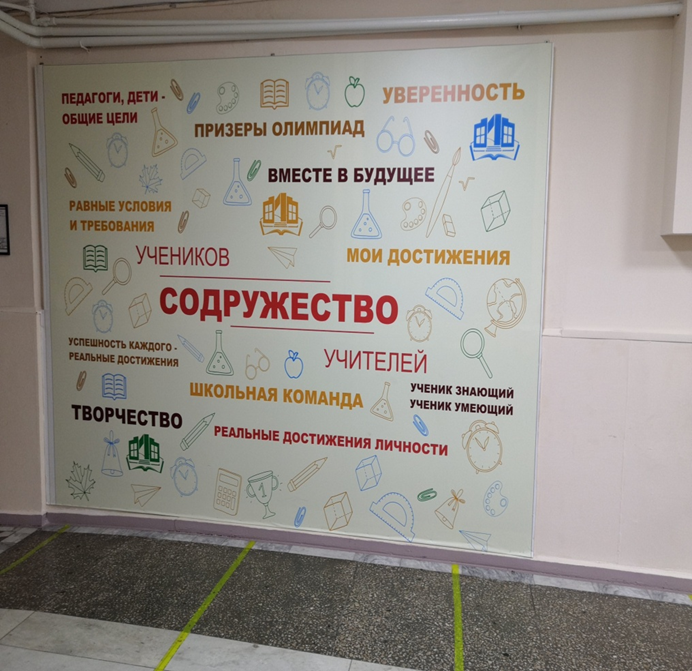 ПЕДАГОГИ, ДЕТИ -
ОБЩИЕ ЦЕЛИ
УВЕРЕННОСТЬ
ПРИЗЕРЫ ОЛИМПИАД
ВМЕСТЕ В БУДУЩЕЕ
РАВНЫЕ УСЛОВИЯ
И ТРЕБОВАНИЯ
УЧЕНИКОВ
МОИ ДОСТИЖЕНИЯ
СОДРУЖЕСТВО
УСПЕШНОСТЬ КАЖДОГО -
РЕАЛЬНЫЕ ДОСТИЖЕНИЯ
УЧИТЕЛЕЙ
ШКОЛЬНАЯ КОМАНДА
УЧЕНИК ЗНАЮЩИЙ
УЧЕНИК УМЕЮЩИЙ
ТВОРЧЕСТВО
РЕАЛЬНЫЕ ДОСТИЖЕНИЯ ЛИЧНОСТИ
1